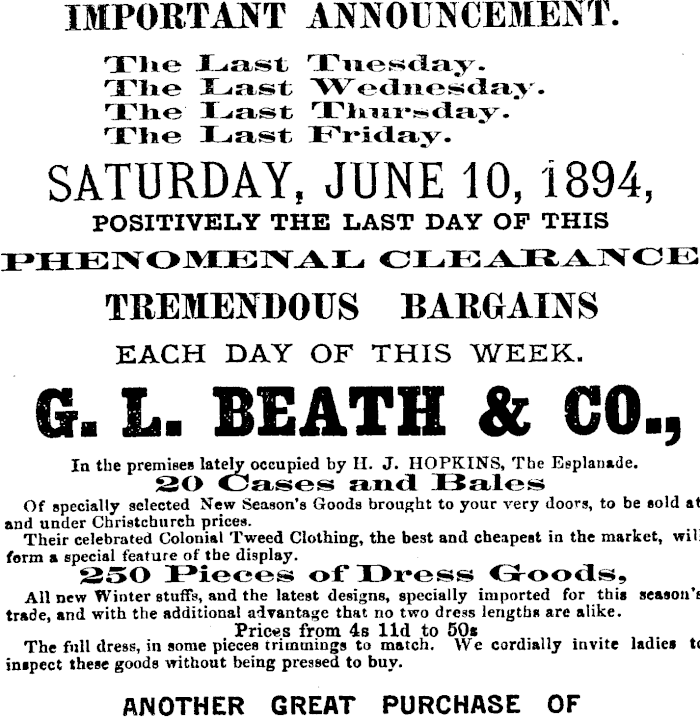 IMPORTANT ANNOUNCEMENT.
The Last Tuesday.
The Last Wednesday.
The Last Thursday.
The Last Friday.
SATURDAY, JUNE 10, 1894,
POSITIVELY THE LAST DAY OF THIS
PHENOMENAL CLEARANCE
TREMENDOUS BARGAINS
EACH DAY OF THIS WEEK.
G. L. BEATH & CO.,
In the premises lately occupied by H. J. HOPKINS, The Esplanade.
20 Cases and Bales
Of specially selected New Season's Goods brought to your very doors, to be sold at
and under Christchurch prices.
Their celebrated Colonial Tweed Clothing, the best and cheapest in the market, wil
form a special feature of the display.
250 Pieces of Dress Goods,
All new Winter stuffs, and the latest designs, specially imported for this season's
trade, and with the additional advantage that no two dress lengths are alike.
Prices from 4s 11d to 50s
The full dress, in some pieces trimmings to match. We cordially invite ladies to
inspect these goods without being pressed to buy.
ANOTHER GREAT PURCHASE OF